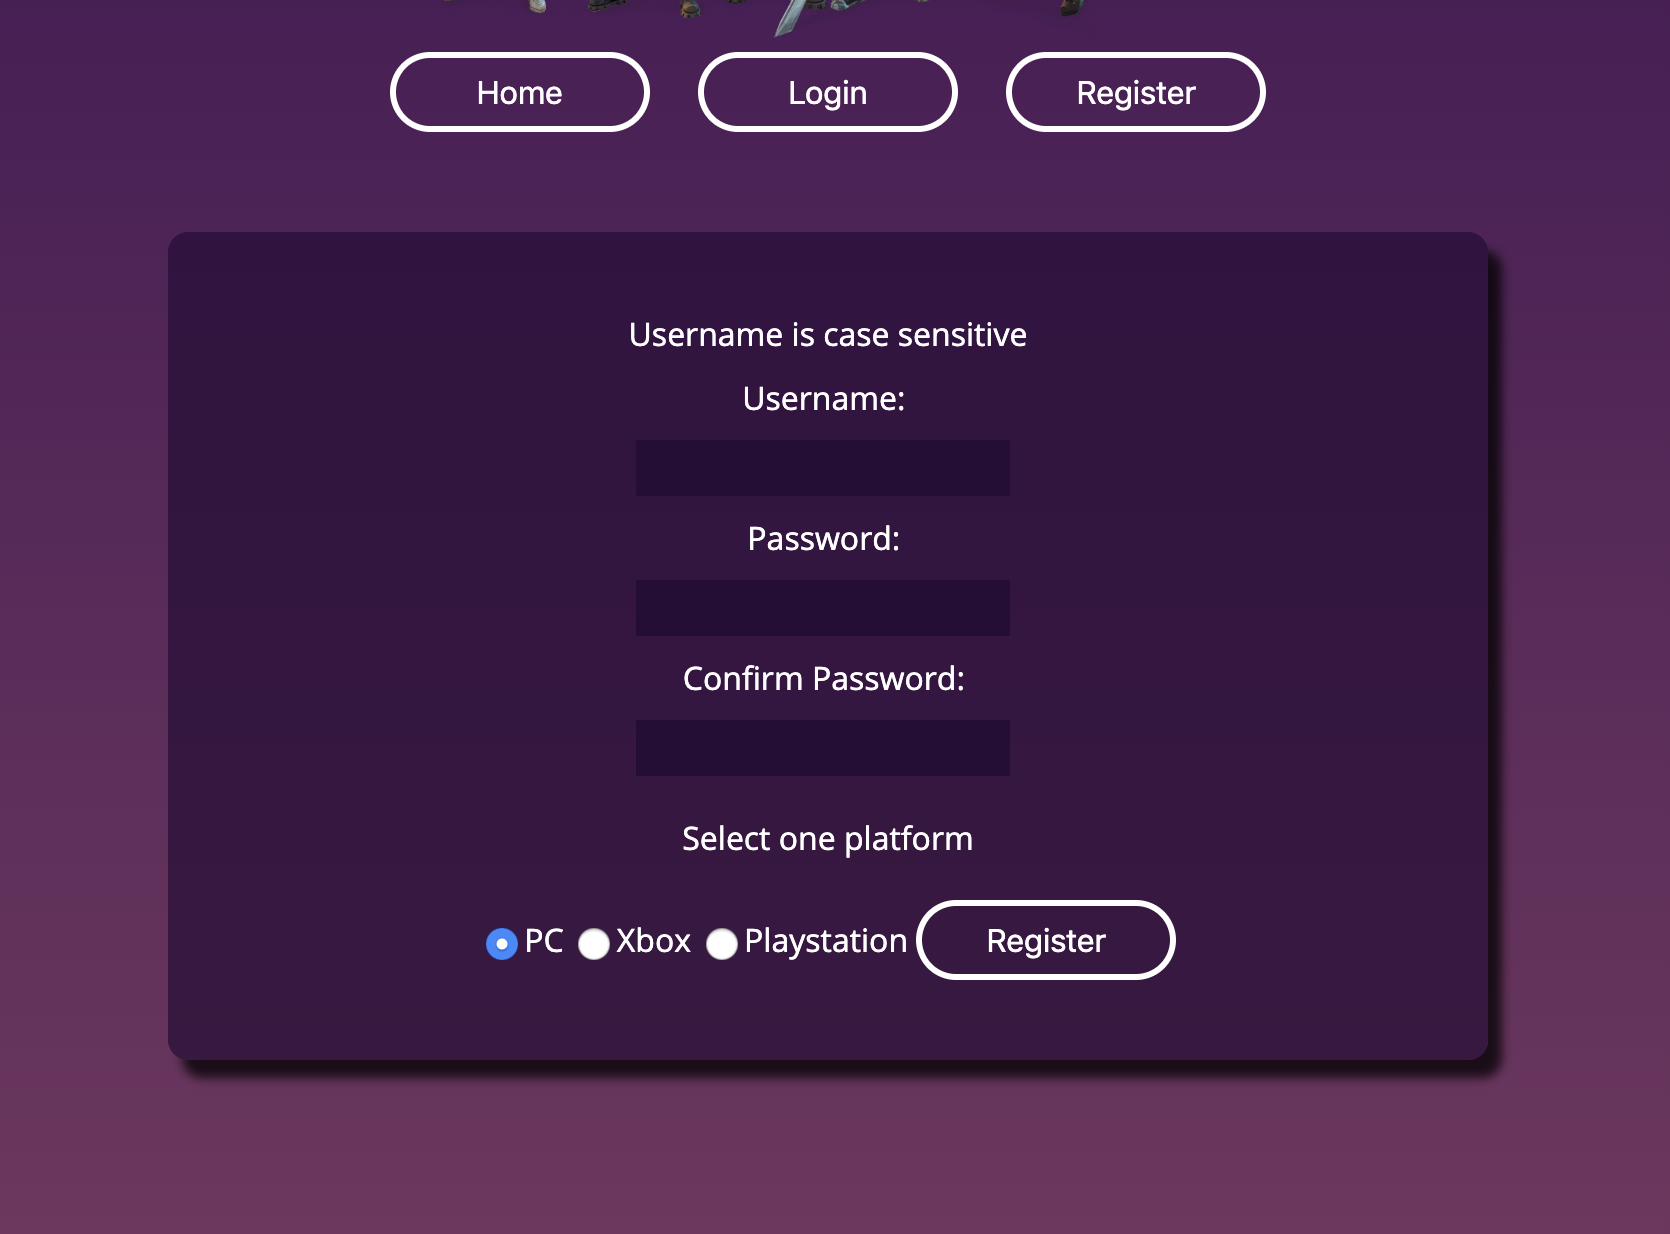 Home Login Register
Username is case sensitive
Username:
Password:
Confirm Password:
Select one platform
PC Xbox Playstation Register